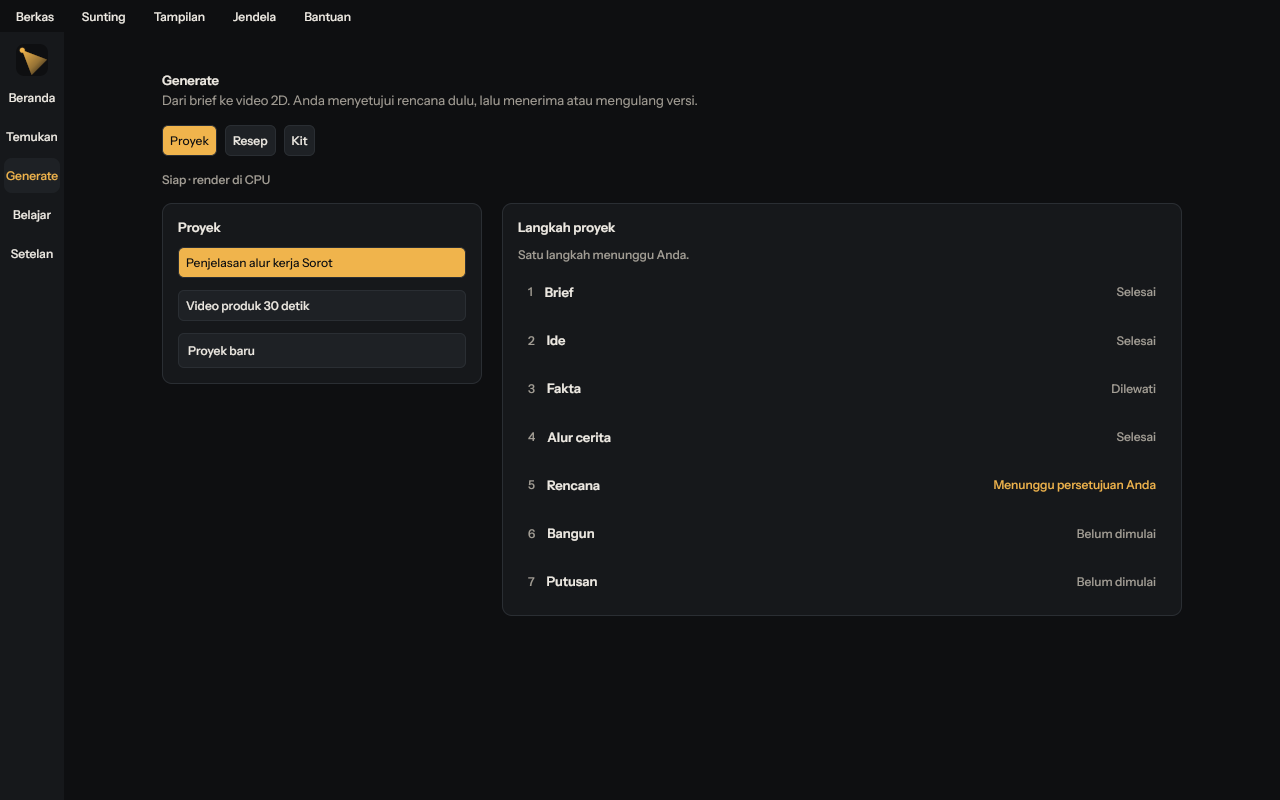 Berkas Sunting Tampilan Jendela Bantuan
Beranda
Temukan
Generate
Belajar
Setelan
Generate
Dari brief ke video 2D. Anda menyetujui rencana dulu, lalu menerima atau mengulang versi.
Proyek Resep Kit
Siap · render di CPU
Proyek
Penjelasan alur kerja Sorot
Video produk 30 detik
Proyek baru
Langkah proyek
Satu langkah menunggu Anda.
1 Brief Selesai
2 Ide Selesai
3 Fakta Dilewati
4 Alur cerita Selesai
5 Rencana Menunggu persetujuan Anda
6 Bangun Belum dimulai
7 Putusan Belum dimulai